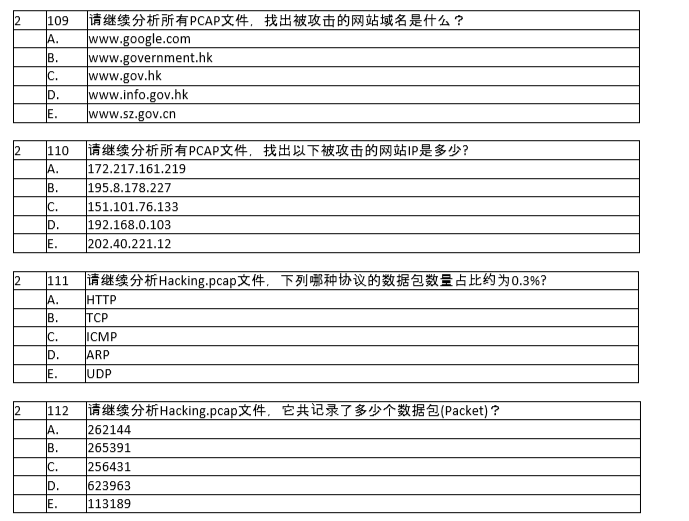 2 109 请继续分析所有PCAP文件，找出被攻击的网站域名是什么？
A. www.google.com
B. www.government.hk
C. www.gov.hk
D. www.info.gov.hk
E. www.sz.gov.cn
2 110 请继续分析所有PCAP文件，找出以下被攻击的网站IP是多少?
A. 172.217.161.219
B. 195.8.178.227
C. 151.101.76.133
D. 192.168.0.103
E. 202.40.221.12
2 111 请继续分析Hacking.pcap文件，下列哪种协议的数据包数量占比约为0.3%?
A. HTTP
B. TCP
C. ICMP
D. ARP
E. UDP
2 112 请继续分析Hacking.pcap文件，它共记录了多少个数据包(Packet)？
A. 262144
B. 265391
C. 256431
D. 623963
E. 113189